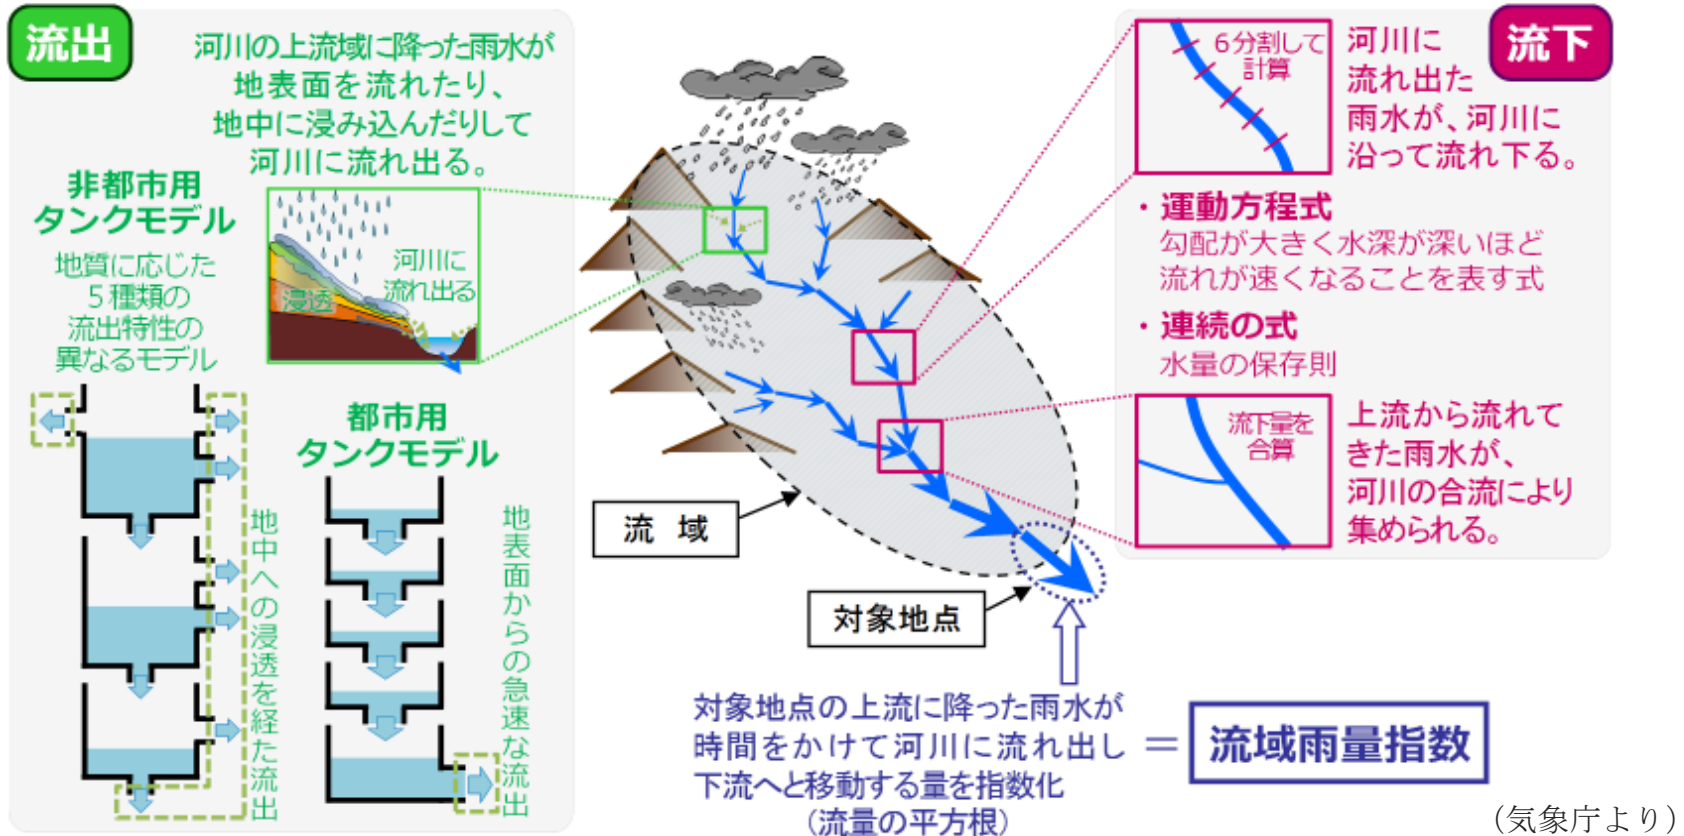 流出
河川の上流域に降った雨水が
地表面を流れたり、
地中に浸み込んだりして
河川に流れ出る。
非都市用
タンクモデル
地質に応じた
5種類の
流出特性の
異なるモデル
浸透
河川に
流れ出る
都市用
タンクモデル
地中への浸透を経た流出
地表面からの急速な流出
流域
対象地点
流下
6分割して
計算
河川に
流れ出た
雨水が、河川に
沿って流れ下る。
・運動方程式
勾配が大きく水深が深いほど
流れが速くなることを表す式
・連続の式
水量の保存則
流下量を
合算
上流から流れて
きた雨水が、
河川の合流により
集められる。
対象地点の上流に降った雨水が
時間をかけて河川に流れ出し
下流へと移動する量を指数化
(流量の平方根)
= 流域雨量指数
(気象庁より)